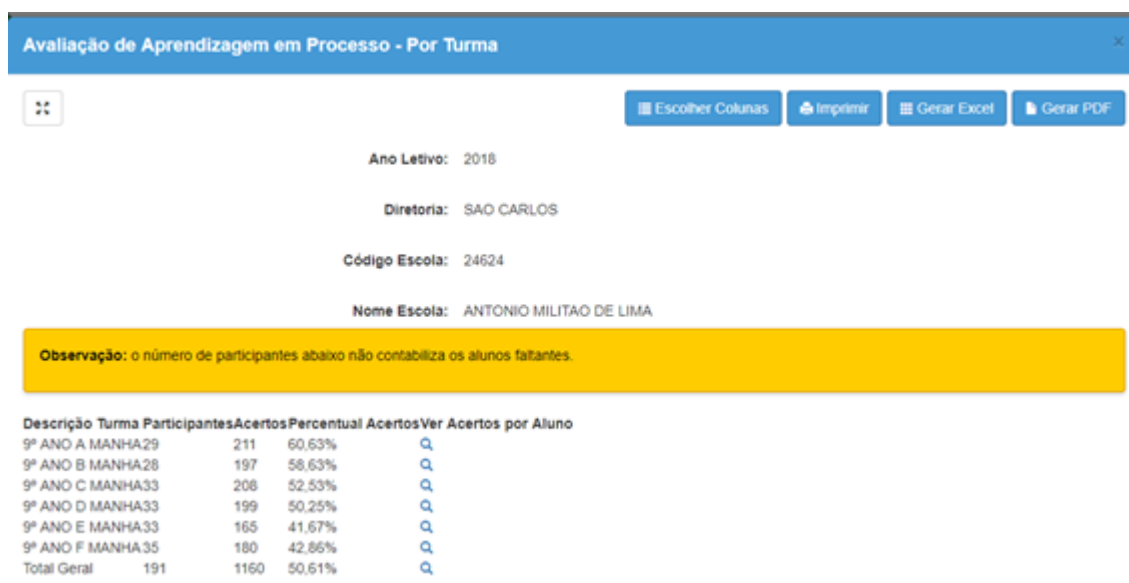 Avaliação de Aprendizagem em Processo - Por Turma ×
Escolher Colunas Imprimir Gerar Excel Gerar PDF
Ano Letivo: 2018
Diretoria: SAO CARLOS
Código Escola: 24624
Nome Escola: ANTONIO MILITAO DE LIMA
Observação: o número de participantes abaixo não contabiliza os alunos faltantes.
Descrição Turma Participantes Acertos Percentual Acertos Ver Acertos por Aluno
9º ANO A MANHA 29 211 60,63%
9º ANO B MANHA 28 197 58,63%
9º ANO C MANHA 33 208 52,53%
9º ANO D MANHA 33 199 50,25%
9º ANO E MANHA 33 165 41,67%
9º ANO F MANHA 35 180 42,86%
Total Geral 191 1160 50,61%